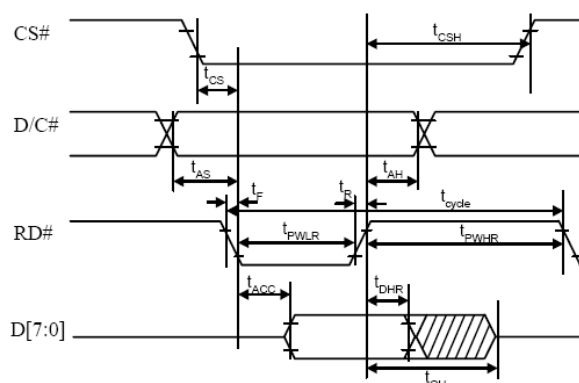 CS#
tCSH
tCS
D/C#
tAS
tAH
tF
tR
tcycle
RD#
tPWLR
tPWHR
tACC
tDHR
D[7:0]